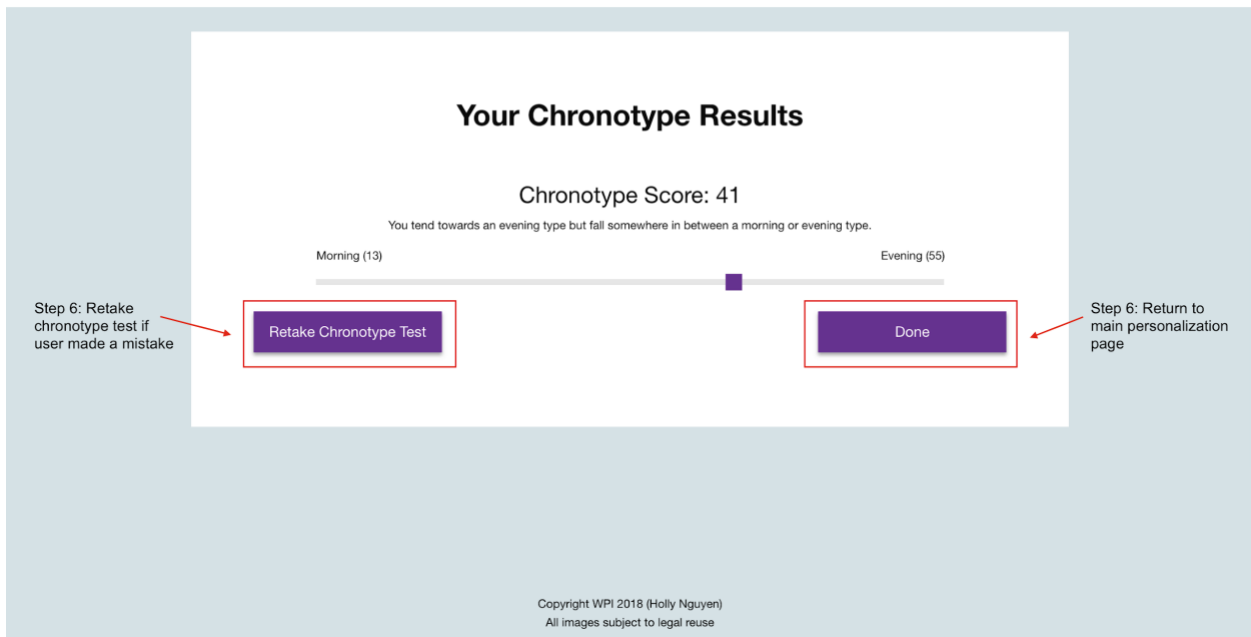 Your Chronotype Results
Chronotype Score: 41
You tend towards an evening type but fall somewhere in between a morning or evening type.
Morning (13)
Evening (55)
Step 6: Retake
chronotype test if
user made a mistake
Retake Chronotype Test
Done
Step 6: Return to
main personalization
page
Copyright WPI 2018 (Holly Nguyen)
All images subject to legal reuse